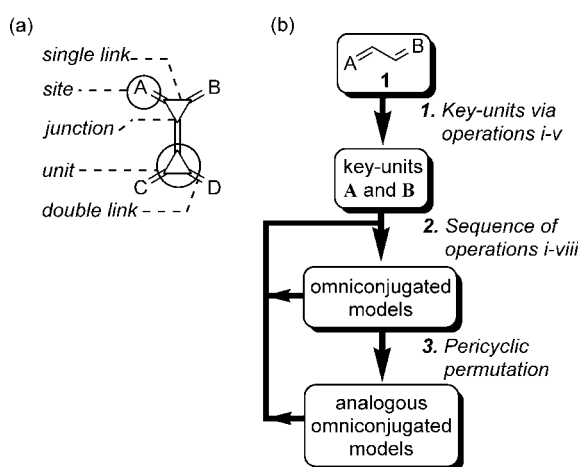 (a)
single link
site
A
B
junction
unit
C
D
double link
(b)
A
B
1
1. Key-units via
operations i-v
key-units
A and B
2. Sequence of
operations i-viii
omniconjugated
models
3. Pericyclic
permutation
analogous
omniconjugated
models